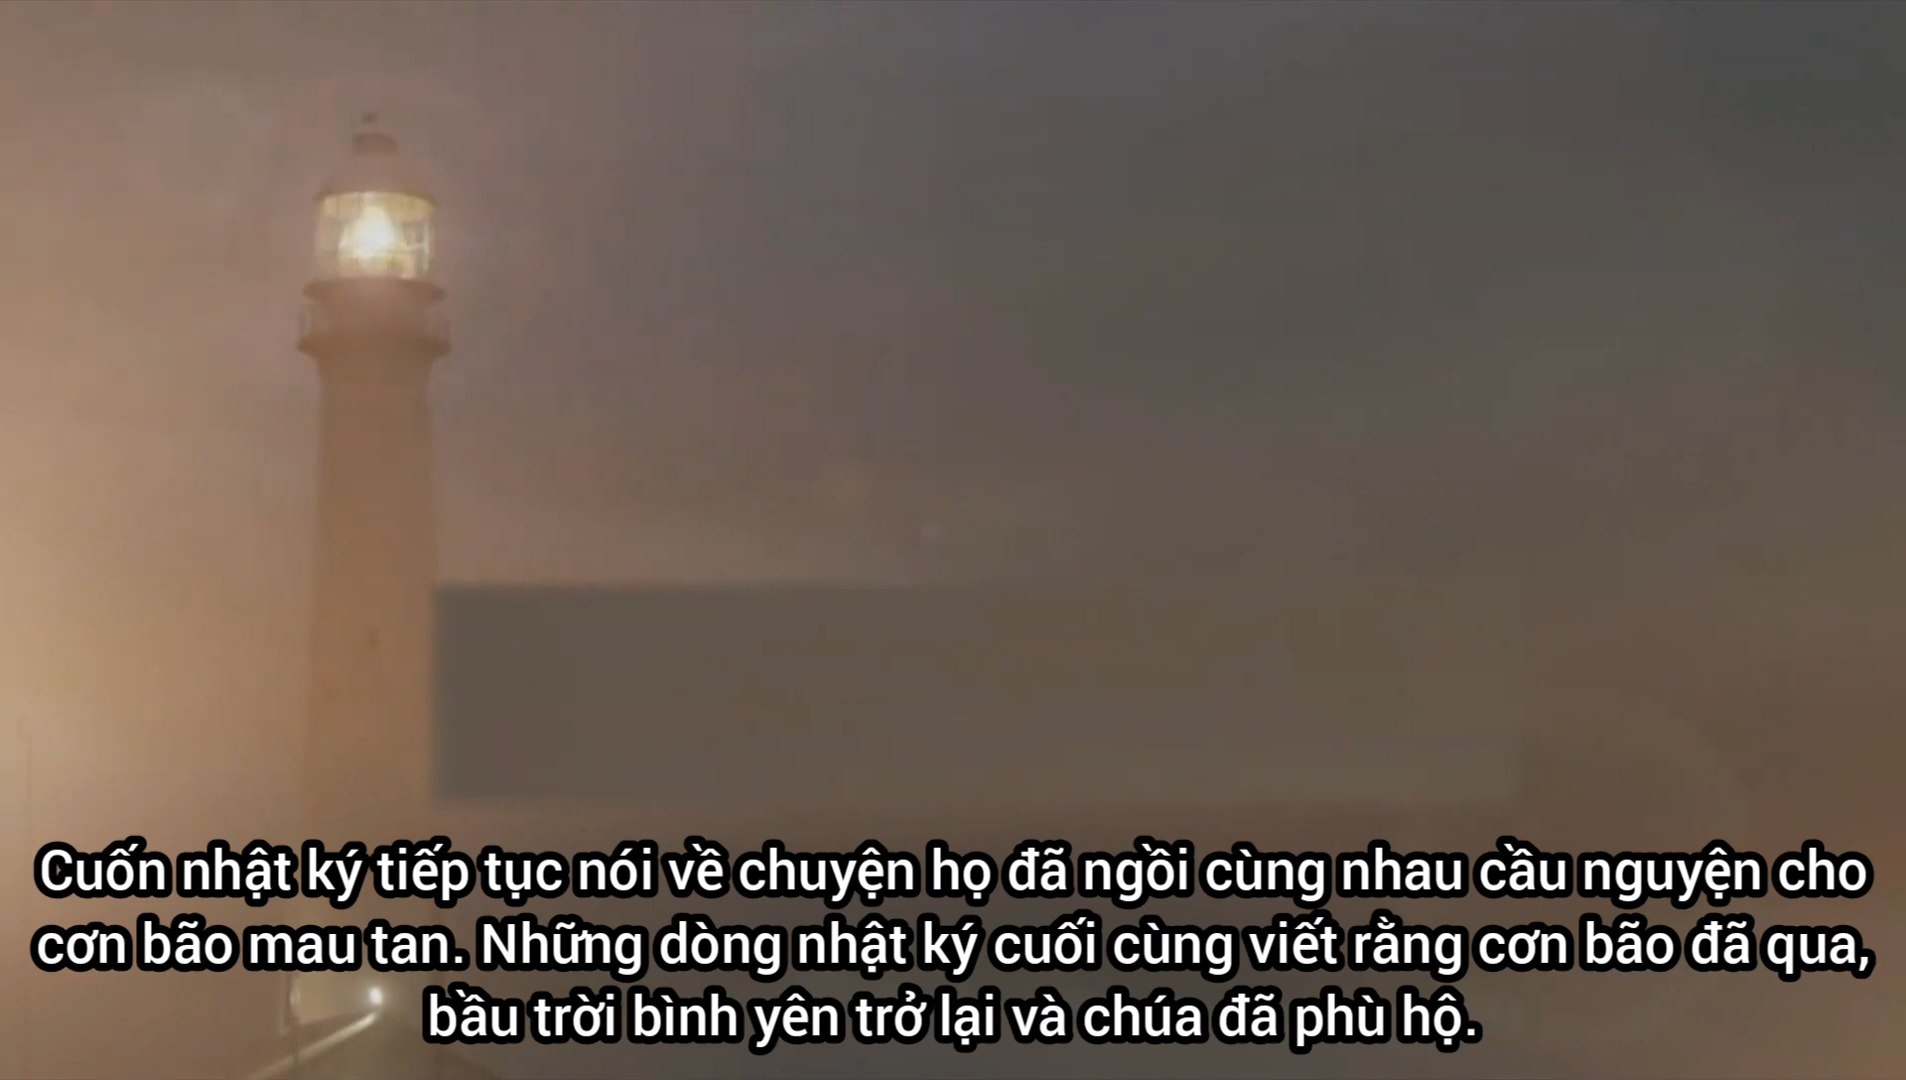 Cuốn nhật ký tiếp tục nói về chuyện họ đã ngồi cùng nhau cầu nguyện cho
cơn bão mau tan. Những dòng nhật ký cuối cùng viết rằng cơn bão đã qua,
bầu trời bình yên trở lại và chúa đã phù hộ.